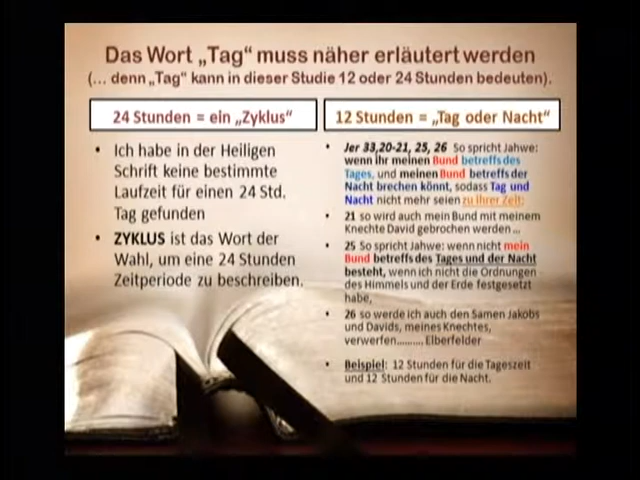 Das Wort „Tag“ muss näher erläutert werden
(... denn „Tag“ kann in dieser Studie 12 oder 24 Stunden bedeuten).
24 Stunden = ein „Zyklus“
• Ich habe in der Heiligen
Schrift keine bestimmte
Laufzeit für einen 24 Std.
Tag gefunden
• ZYKLUS ist das Wort der
Wahl, um eine 24 Stunden
Zeitperiode zu beschreiben.
12 Stunden = „Tag oder Nacht“
• Jer 33,20-21, 25, 26 So spricht Jahwe:
wenn ihr meinen Bund betreffs des
Tages, und meinen Bund betreffs der
Nacht brechen könnt, sodass Tag und
Nacht nicht mehr seien zu ihrer Zeit:
• 21 so wird auch mein Bund mit meinem
Knechte David gebrochen werden...
• 25 So spricht Jahwe: wenn nicht mein
Bund betreffs des Tages und der Nacht
besteht, wenn ich nicht die Ordnungen
des Himmels und der Erde festgesetzt
habe,
• 26 so werde ich auch den Samen Jakobs
und Davids, meines Knechtes,
verwerfen.......... Elberfelder
• Beispiel: 12 Stunden für die Tageszeit
und 12 Stunden für die Nacht.